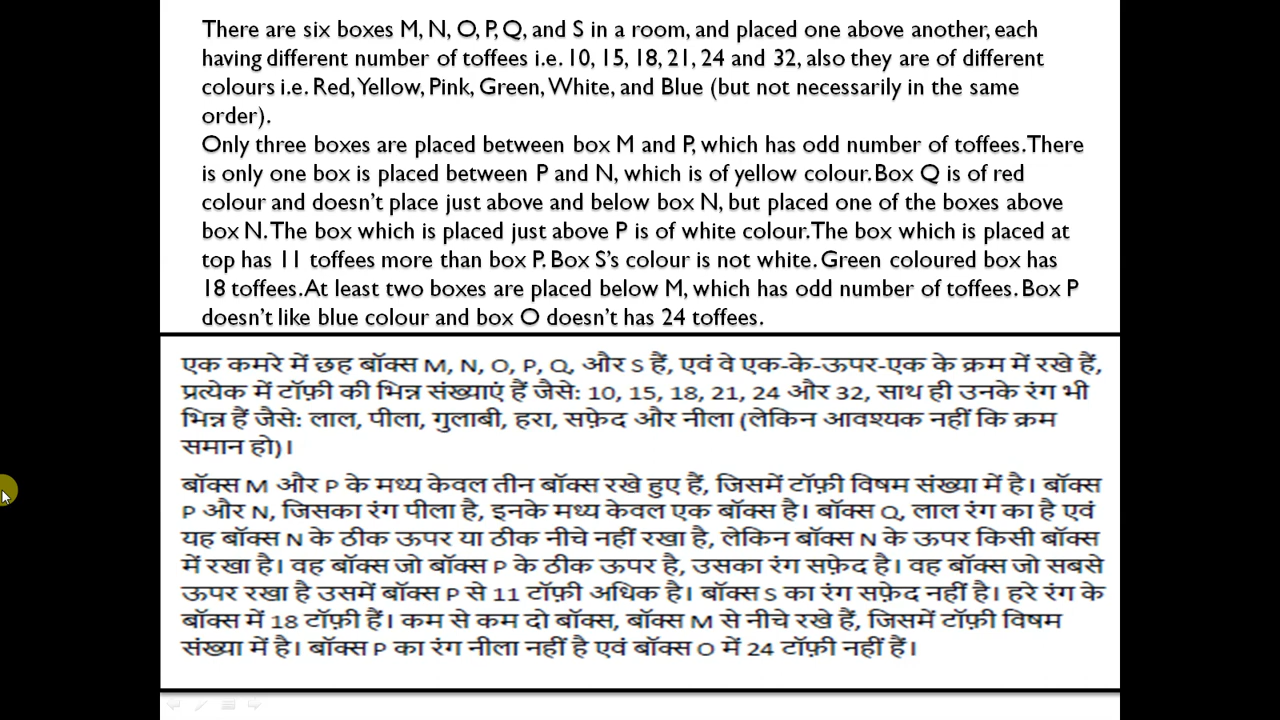 There are six boxes M, N, O, P, Q, and S in a room, and placed one above another, each
having different number of toffees i.e. 10, 15, 18, 21, 24 and 32, also they are of different
colours i.e. Red, Yellow, Pink, Green, White, and Blue (but not necessarily in the same
order).
Only three boxes are placed between box M and P, which has odd number of toffees. There
is only one box is placed between P and N, which is of yellow colour. Box Q is of red
colour and doesn't place just above and below box N, but placed one of the boxes above
box N. The box which is placed just above P is of white colour. The box which is placed at
top has 11 toffees more than box P. Box S's colour is not white. Green coloured box has
18 toffees. At least two boxes are placed below M, which has odd number of toffees. Box P
doesn't like blue colour and box O doesn't has 24 toffees.
एक कमरे में छह बॉक्स M, N, O, P, Q, और S हैं, एवं वे एक-के-ऊपर-एक के क्रम में रखे हैं,
प्रत्येक में टॉफ़ी की भिन्न संख्याएं हैं जैसे: 10, 15, 18, 21, 24 और 32, साथ ही उनके रंग भी
भिन्न हैं जैसे: लाल, पीला, गुलाबी, हरा, सफ़ेद और नीला (लेकिन आवश्यक नहीं कि क्रम
समान हो)।
बॉक्स M और P के मध्य केवल तीन बॉक्स रखे हुए हैं, जिसमें टॉफ़ी विषम संख्या में है। बॉक्स
P और N, जिसका रंग पीला है, इनके मध्य केवल एक बॉक्स है। बॉक्स Q, लाल रंग का है एवं
यह बॉक्स N के ठीक ऊपर या ठीक नीचे नहीं रखा है, लेकिन बॉक्स N के ऊपर किसी बॉक्स
में रखा है। वह बॉक्स जो बॉक्स P के ठीक ऊपर है, उसका रंग सफ़ेद है। वह बॉक्स जो सबसे
ऊपर रखा है उसमें बॉक्स P से 11 टॉफ़ी अधिक है। बॉक्स S का रंग सफ़ेद नहीं है। हरे रंग के
बॉक्स में 18 टॉफ़ी हैं। कम से कम दो बॉक्स, बॉक्स M से नीचे रखे हैं, जिसमें टॉफ़ी विषम
संख्या में है। बॉक्स P का रंग नीला नहीं है एवं बॉक्स O में 24 टॉफ़ी नहीं हैं।